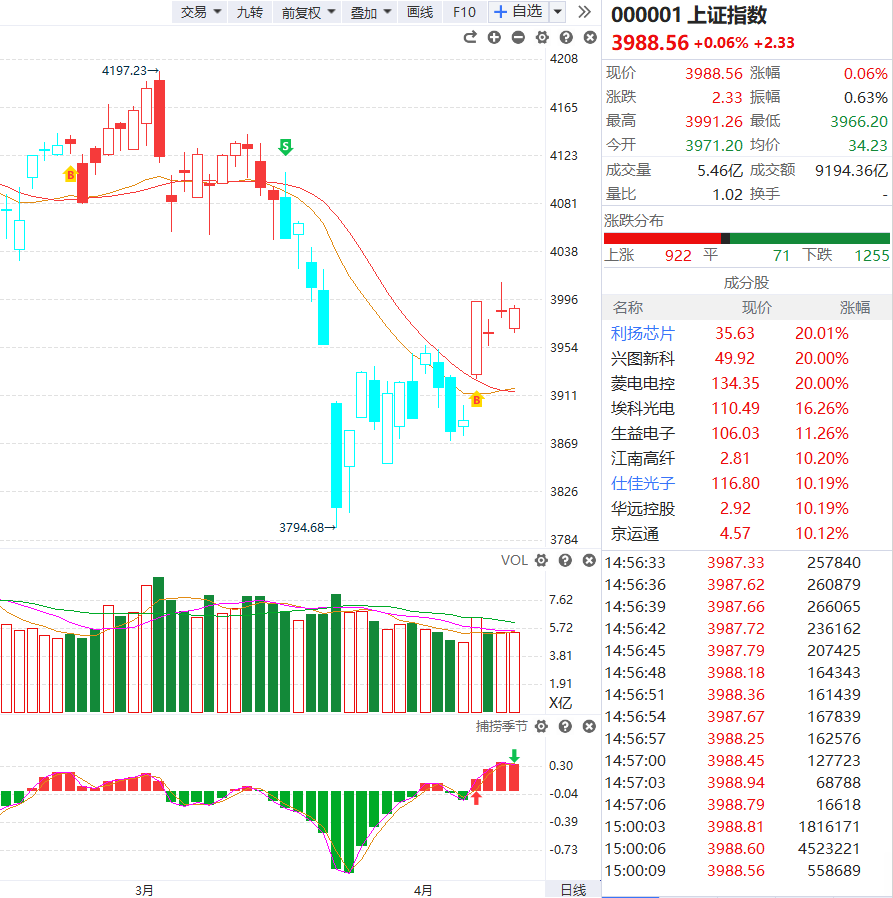 交易 九转 前复权 叠加 画线 F10 +自选
000001 上证指数
3988.56 +0.06% +2.33
现价 3988.56 涨幅 0.06%
涨跌 2.33 振幅 0.63%
最高 3991.26 最低 3966.20
今开 3971.20 均价 34.23
成交量 5.46亿 成交额 9194.36亿
量比 1.02 换手 -
涨跌分布
上涨 922 平 71 下跌 1255
成分股
名称 现价 涨幅
利扬芯片 35.63 20.01%
兴图新科 49.92 20.00%
菱电电控 134.35 20.00%
埃科光电 110.49 16.26%
生益电子 106.03 11.26%
江南高纤 2.81 10.20%
仕佳光子 116.80 10.19%
华远控股 2.92 10.19%
京运通 4.57 10.12%
14:56:33 3987.33 257840
14:56:36 3987.62 260879
14:56:39 3987.66 266065
14:56:42 3987.72 236162
14:56:45 3987.79 207425
14:56:48 3988.18 164343
14:56:51 3988.36 161439
14:56:54 3987.67 167839
14:56:57 3988.25 162576
14:57:00 3988.45 127723
14:57:03 3988.94 68788
14:57:06 3988.79 16618
15:00:03 3988.81 1816171
15:00:06 3988.60 4523221
15:00:09 3988.56 558689
4208
4197.23→
4165
S
4123
B
4081
4038
3996
3954
3911
B
3869
3826
3794.68→
3784
VOL
7.62
5.72
3.81
1.91
X亿
捕捞季节
0.30
-0.04
-0.39
-0.73
3月 4月 日线